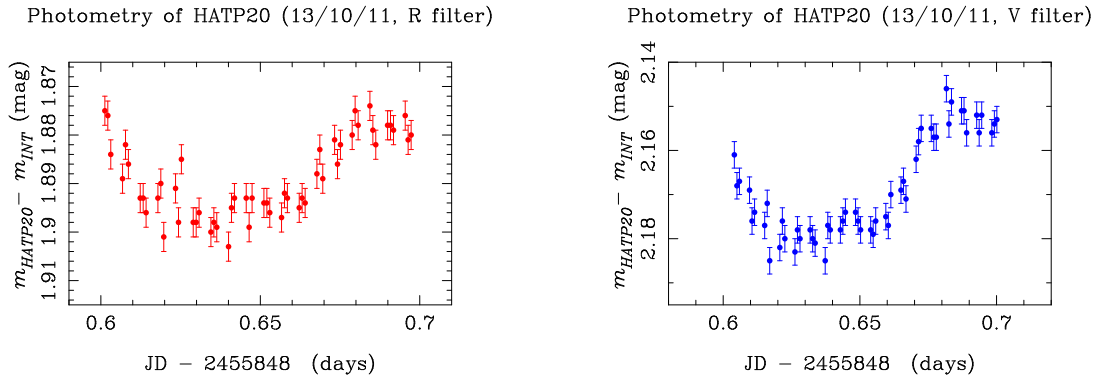 Photometry of HATP20 (13/10/11, R filter)
m_HATP20 − m_INT (mag)
1.87
1.88
1.89
1.9
1.91
0.6 0.65 0.7
JD − 2455848 (days)
Photometry of HATP20 (13/10/11, V filter)
m_HATP20 − m_INT (mag)
2.14
2.16
2.18
0.6 0.65 0.7
JD − 2455848 (days)